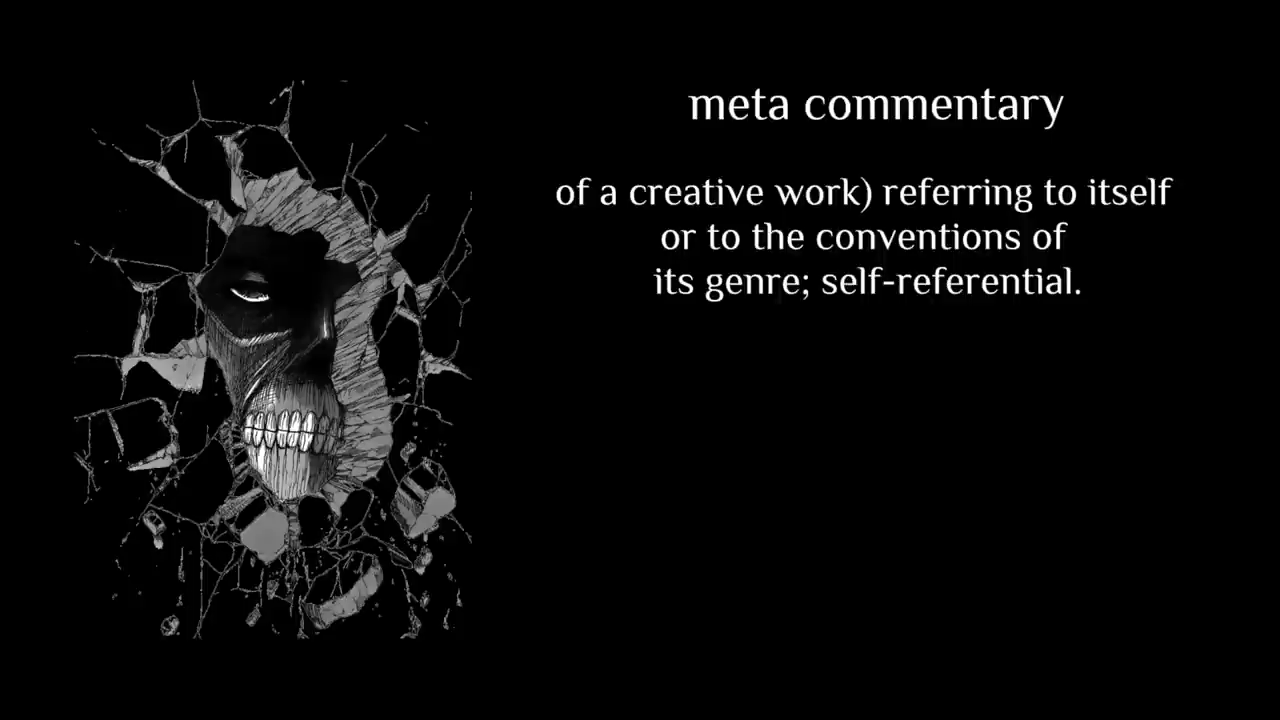 meta commentary
of a creative work) referring to itself
or to the conventions of
its genre; self-referential.